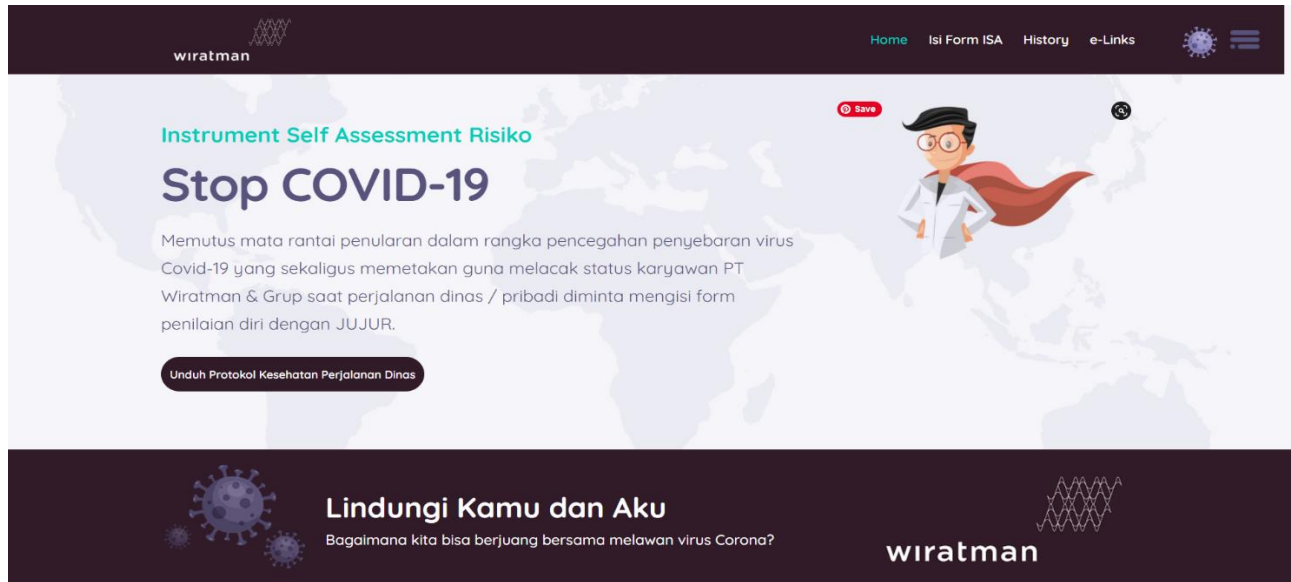 wiratman
Home Isi Form ISA History e-Links
Save
Instrument Self Assessment Risiko
Stop COVID-19
Memutus mata rantai penularan dalam rangka pencegahan penyebaran virus
Covid-19 yang sekaligus memetakan guna melacak status karyawan PT
Wiratman & Grup saat perjalanan dinas / pribadi diminta mengisi form
penilaian diri dengan JUJUR.
Unduh Protokol Kesehatan Perjalanan Dinas
Lindungi Kamu dan Aku
Bagaimana kita bisa berjuang bersama melawan virus Corona?
wiratman